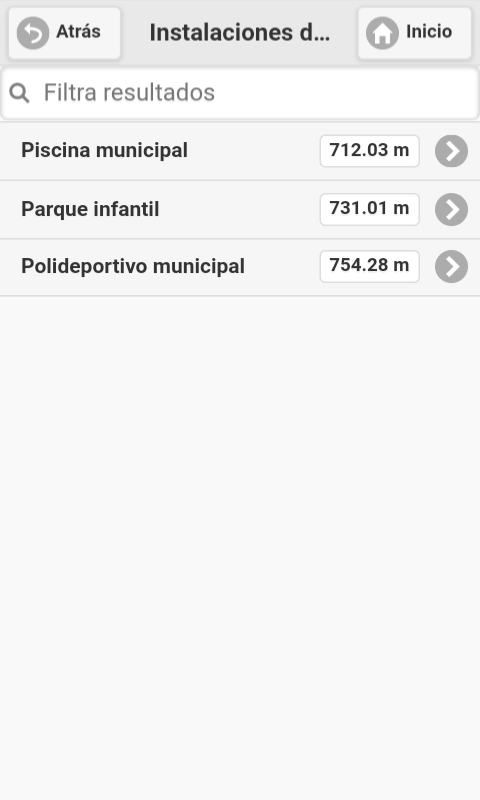 Atrás
Instalaciones d...
Inicio
Filtra resultados
Piscina municipal 712.03 m
Parque infantil 731.01 m
Polideportivo municipal 754.28 m